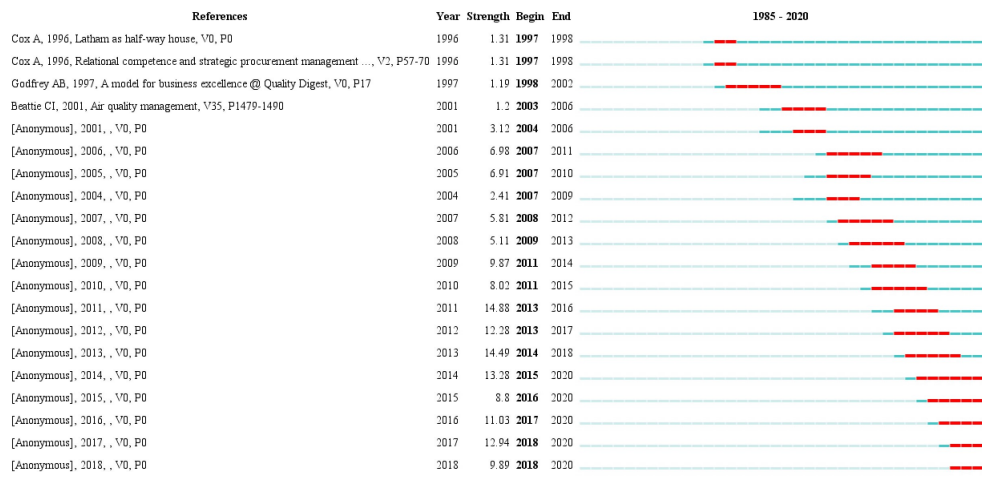 References Year Strength Begin End 1985 - 2020
Cox A, 1996, Latham as half-way house, V0, P0 1996 1.31 1997 1998
Cox A, 1996, Relational competence and strategic procurement management ..., V2, P57-70 1996 1.31 1997 1998
Godfrey AB, 1997, A model for business excellence @ Quality Digest, V0, P17 1997 1.19 1998 2002
Beattie CI, 2001, Air quality management, V35, P1479-1490 2001 1.2 2003 2006
[Anonymous], 2001, , V0, P0 2001 3.12 2004 2006
[Anonymous], 2006, , V0, P0 2006 6.98 2007 2011
[Anonymous], 2005, , V0, P0 2005 6.91 2007 2010
[Anonymous], 2004, , V0, P0 2004 2.41 2007 2009
[Anonymous], 2007, , V0, P0 2007 5.81 2008 2012
[Anonymous], 2008, , V0, P0 2008 5.11 2009 2013
[Anonymous], 2009, , V0, P0 2009 9.87 2011 2014
[Anonymous], 2010, , V0, P0 2010 8.02 2011 2015
[Anonymous], 2011, , V0, P0 2011 14.88 2013 2016
[Anonymous], 2012, , V0, P0 2012 12.28 2013 2017
[Anonymous], 2013, , V0, P0 2013 14.49 2014 2018
[Anonymous], 2014, , V0, P0 2014 13.28 2015 2020
[Anonymous], 2015, , V0, P0 2015 8.8 2016 2020
[Anonymous], 2016, , V0, P0 2016 11.03 2017 2020
[Anonymous], 2017, , V0, P0 2017 12.94 2018 2020
[Anonymous], 2018, , V0, P0 2018 9.89 2018 2020